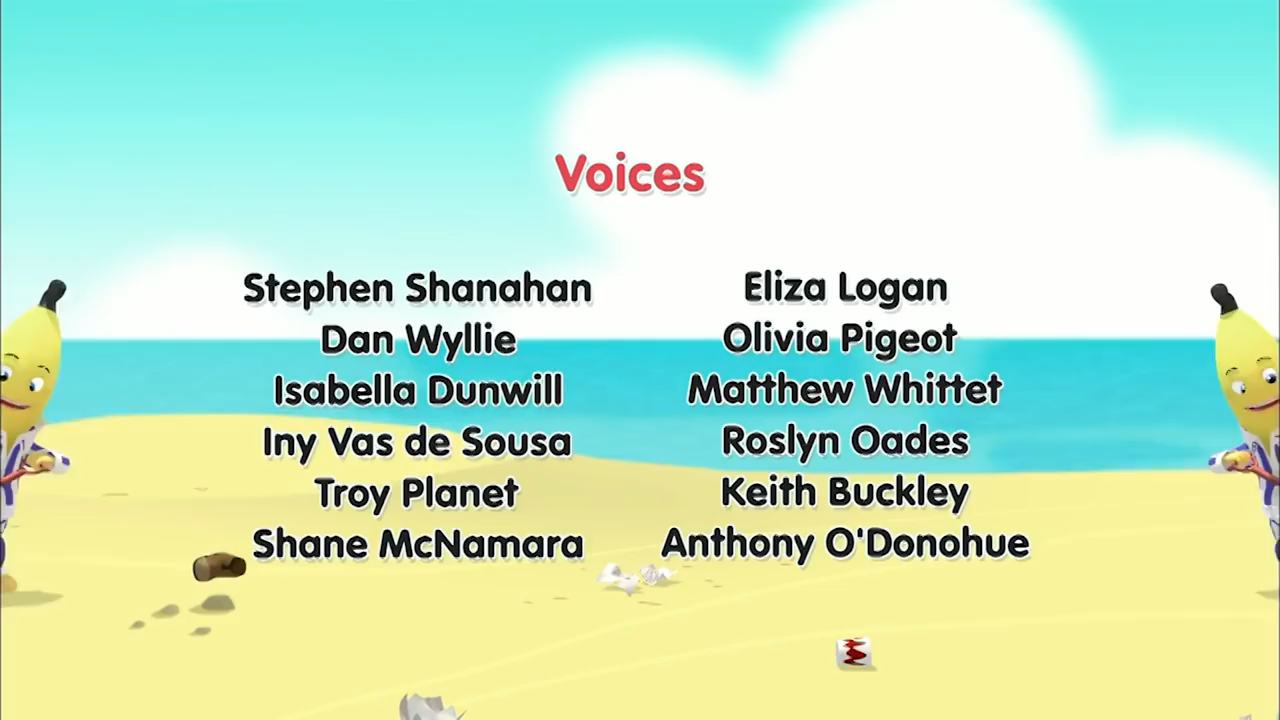 Voices
Stephen Shanahan
Dan Wyllie
Isabella Dunwill
Iny Vas de Sousa
Troy Planet
Shane McNamara
Eliza Logan
Olivia Pigeot
Matthew Whittet
Roslyn Oades
Keith Buckley
Anthony O'Donohue